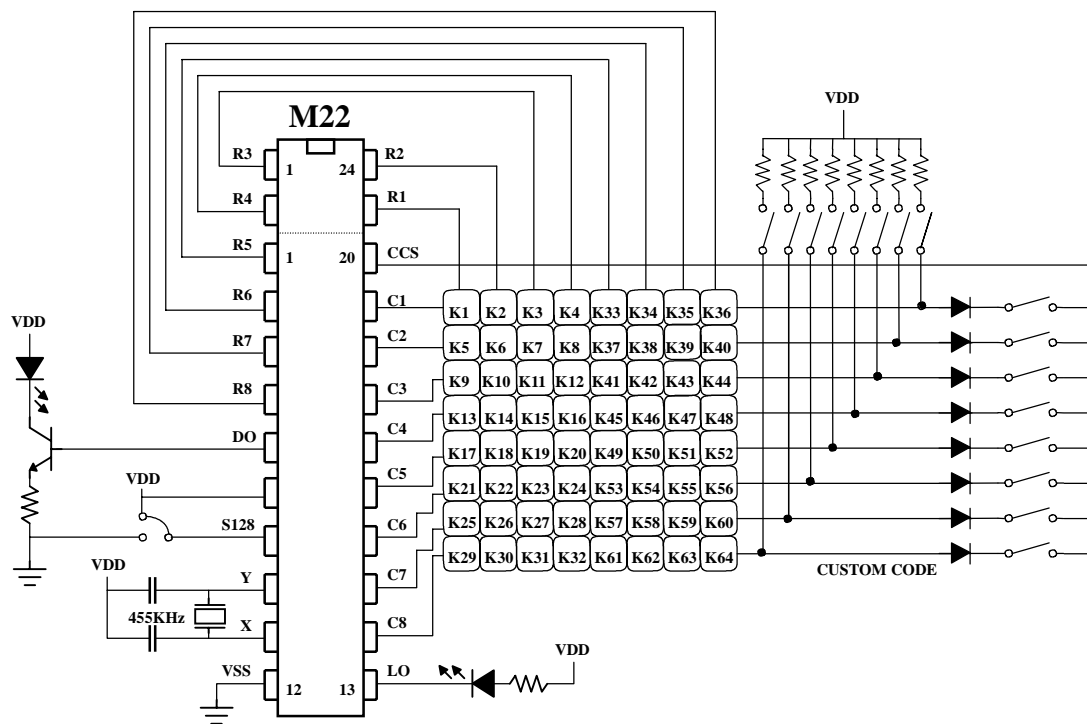 M22
VDD
R3 1 24 R2
R4 R1
R5 1 20 CCS
R6 C1
R7 C2
R8 C3
DO C4
C5
S128 C6
Y C7
X C8
VSS 12 13 LO
VDD
VDD
VDD
455KHz
VDD
K1 K2 K3 K4 K33 K34 K35 K36
K5 K6 K7 K8 K37 K38 K39 K40
K9 K10 K11 K12 K41 K42 K43 K44
K13 K14 K15 K16 K45 K46 K47 K48
K17 K18 K19 K20 K49 K50 K51 K52
K21 K22 K23 K24 K53 K54 K55 K56
K25 K26 K27 K28 K57 K58 K59 K60
K29 K30 K31 K32 K61 K62 K63 K64
CUSTOM CODE